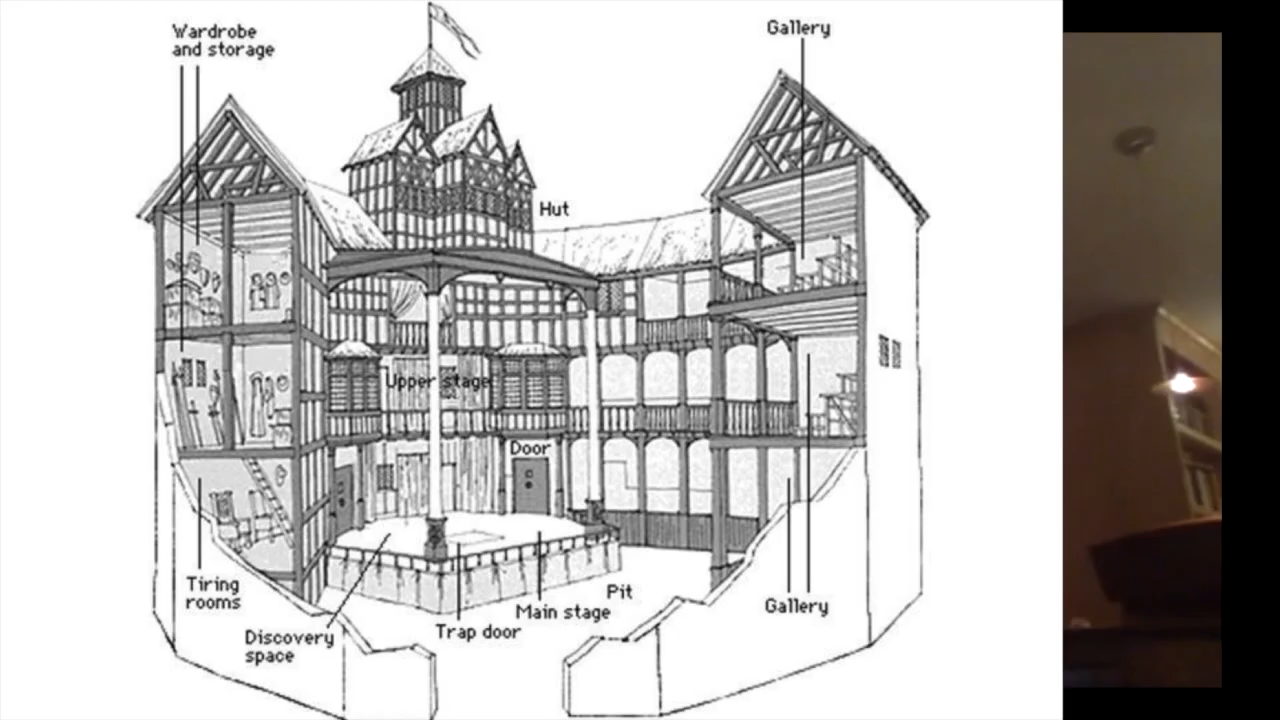 Wardrobe
and storage
Gallery
Hut
Upper stage
Door
Tiring
rooms
Discovery
space
Trap door
Main stage
Pit
Gallery